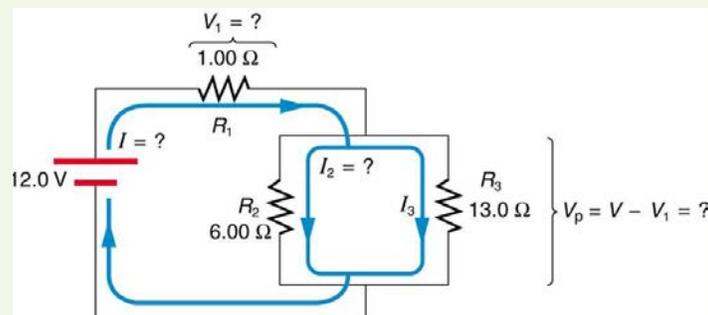 V₁ = ?
1.00 Ω
R₁
I = ?
12.0 V
I₂ = ?
R₂
6.00 Ω
I₃
R₃
13.0 Ω
Vₚ = V − V₁ = ?